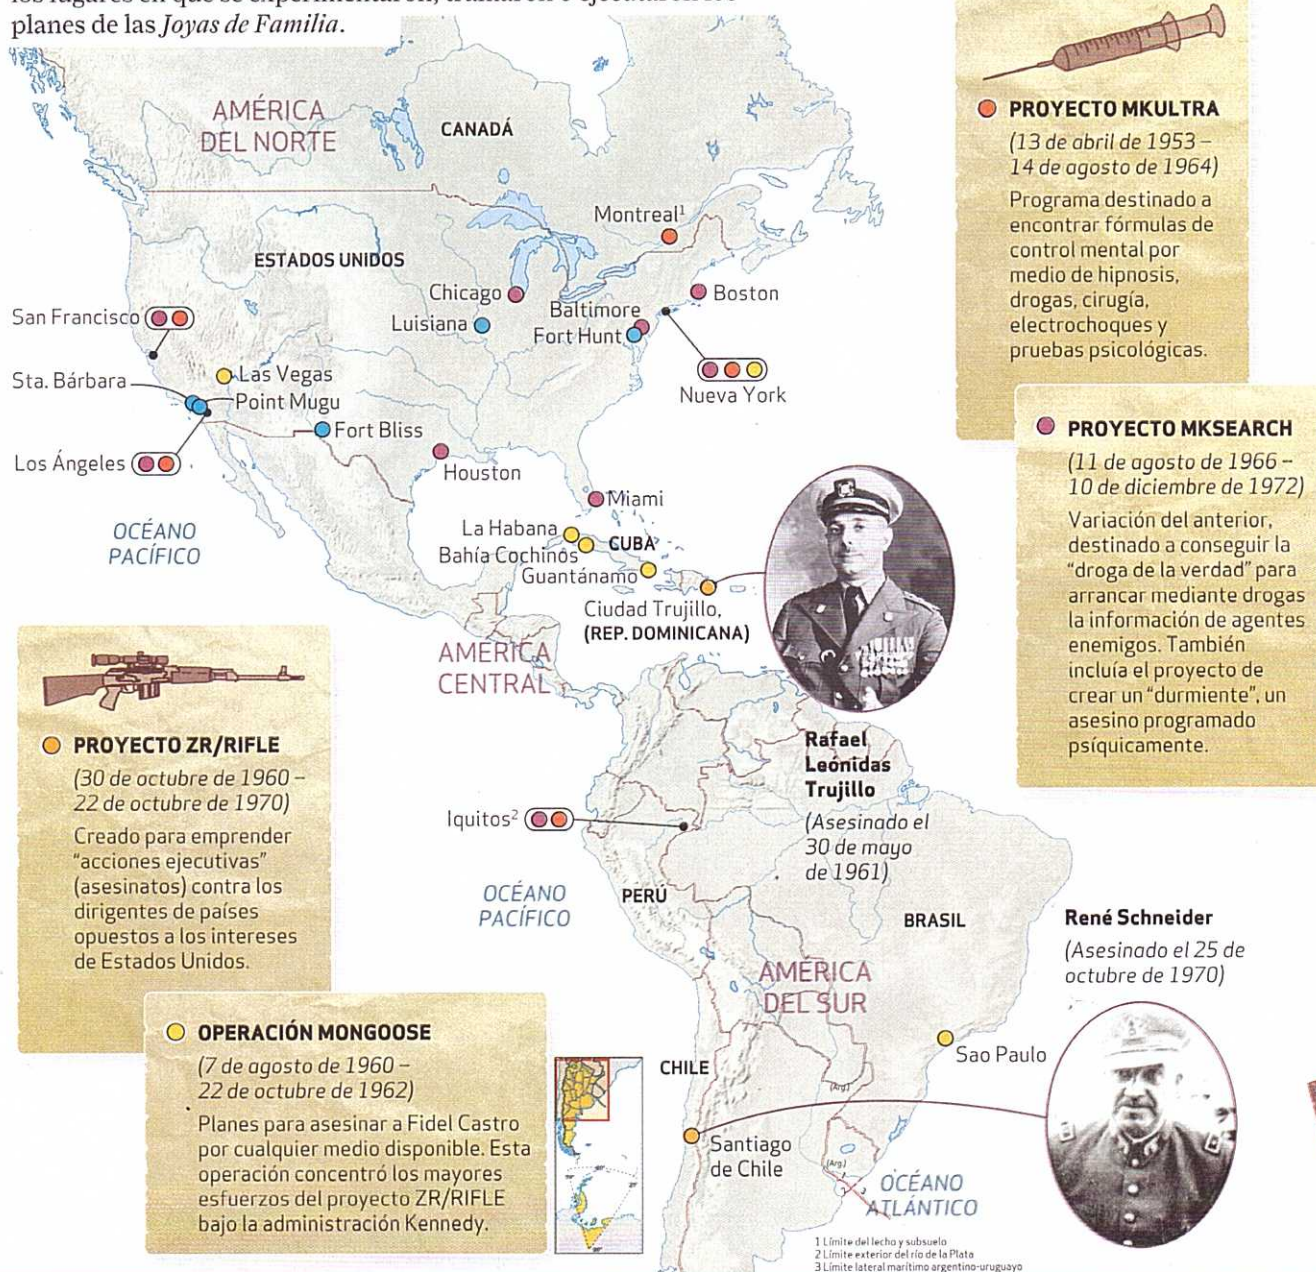 planes de las Joyas de Familia.
AMÉRICA
DEL NORTE
CANADÁ
Montreal¹
ESTADOS UNIDOS
Chicago
Boston
Baltimore
Luisiana
Fort Hunt
San Francisco
Las Vegas
Sta. Bárbara
Point Mugu
Nueva York
Fort Bliss
Los Ángeles
Houston
Miami
OCÉANO
PACÍFICO
La Habana
CUBA
Bahía Cochinos
Guantánamo
Ciudad Trujillo,
(REP. DOMINICANA)
AMÉRICA
CENTRAL
PROYECTO MKULTRA
(13 de abril de 1953 –
14 de agosto de 1964)
Programa destinado a
encontrar fórmulas de
control mental por
medio de hipnosis,
drogas, cirugía,
electrochoques y
pruebas psicológicas.
PROYECTO MKSEARCH
(11 de agosto de 1966 –
10 de diciembre de 1972)
Variación del anterior,
destinado a conseguir la
"droga de la verdad" para
arrancar mediante drogas
la información de agentes
enemigos. También
incluía el proyecto de
crear un "durmiente", un
asesino programado
psíquicamente.
PROYECTO ZR/RIFLE
(30 de octubre de 1960 –
22 de octubre de 1970)
Creado para emprender
"acciones ejecutivas"
(asesinatos) contra los
dirigentes de países
opuestos a los intereses
de Estados Unidos.
Rafael
Leónidas
Trujillo
(Asesinado el
30 de mayo
de 1961)
Iquitos²
OCÉANO
PACÍFICO
PERÚ
BRASIL
René Schneider
(Asesinado el 25 de
octubre de 1970)
AMÉRICA
DEL SUR
OPERACIÓN MONGOOSE
(7 de agosto de 1960 –
22 de octubre de 1962)
Planes para asesinar a Fidel Castro
por cualquier medio disponible. Esta
operación concentró los mayores
esfuerzos del proyecto ZR/RIFLE
bajo la administración Kennedy.
CHILE
Sao Paulo
(Arg.)
Santiago
de Chile
(Arg.)
OCÉANO
ATLÁNTICO
1 Límite del lecho y subsuelo
2 Límite exterior del río de la Plata
3 Límite lateral marítimo argentino-uruguayo